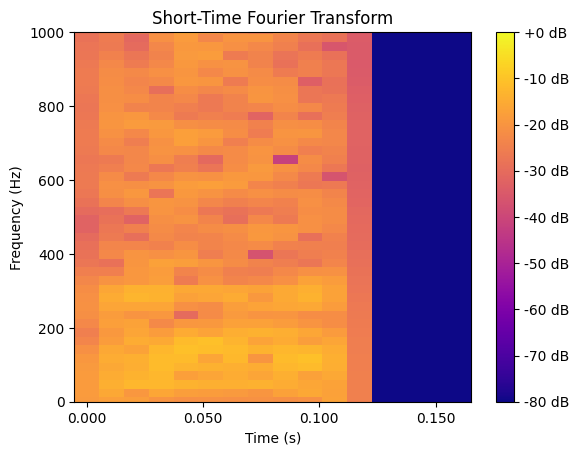 Short-Time Fourier Transform
1000
800
600
400
200
0
Frequency (Hz)
0.000
0.050
0.100
0.150
Time (s)
+0 dB
-10 dB
-20 dB
-30 dB
-40 dB
-50 dB
-60 dB
-70 dB
-80 dB